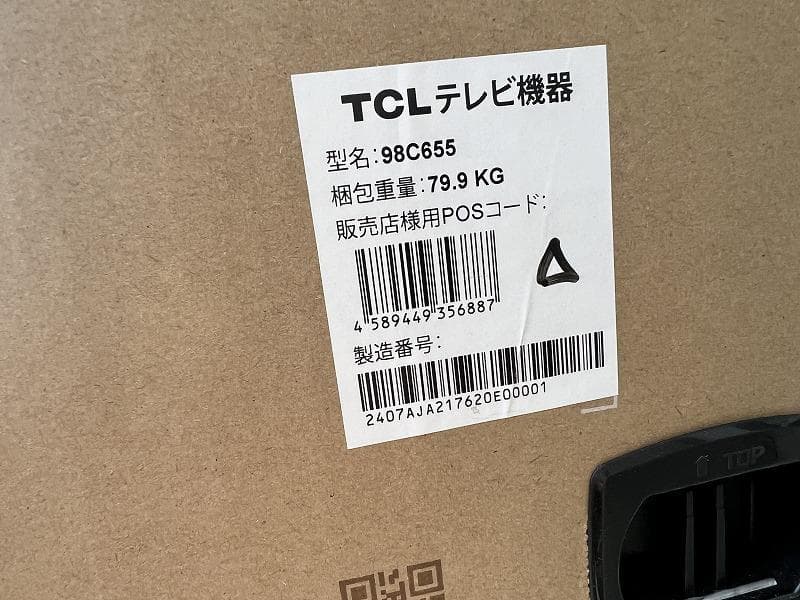 TCLテレビ機器
型名:98C655
梱包重量:79.9 KG
販売店様用POSコード:
4 589449 356887
製造番号:
2407AJA217620E00001
↑ TOP